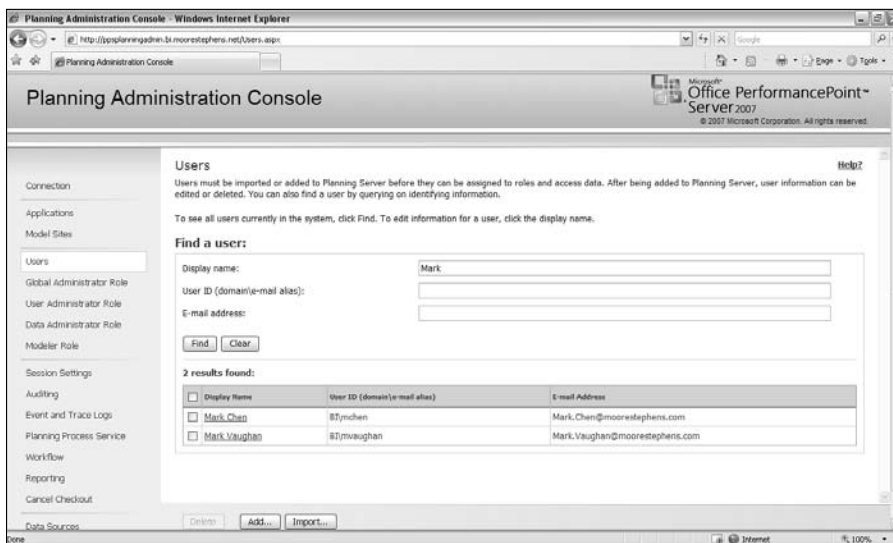 Planning Administration Console - Windows Internet Explorer
http://ppsplanningadmin.bi.moorestephens.net/Users.aspx
Google
Planning Administration Console
Page
Tools
Planning Administration Console
Microsoft
Office PerformancePoint
Server 2007
© 2007 Microsoft Corporation. All rights reserved.
Connection
Applications
Model Sites
Users
Global Administrator Role
User Administrator Role
Data Administrator Role
Modeler Role
Session Settings
Auditing
Event and Trace Logs
Planning Process Service
Workflow
Reporting
Cancel Checkout
Data Sources
Users
Help?
Users must be imported or added to Planning Server before they can be assigned to roles and access data. After being added to Planning Server, user information can be
edited or deleted. You can also find a user by querying on identifying information.
To see all users currently in the system, click Find. To edit information for a user, click the display name.
Find a user:
Display name: Mark
User ID (domain\e-mail alias):
E-mail address:
Find Clear
2 results found:
Display Name User ID (domain\e-mail alias) E-mail Address
Mark Chen BI\mchen Mark.Chen@moorestephens.com
Mark Vaughan BI\mvaughan Mark.Vaughan@moorestephens.com
Delete Add... Import...
Done Internet 100%